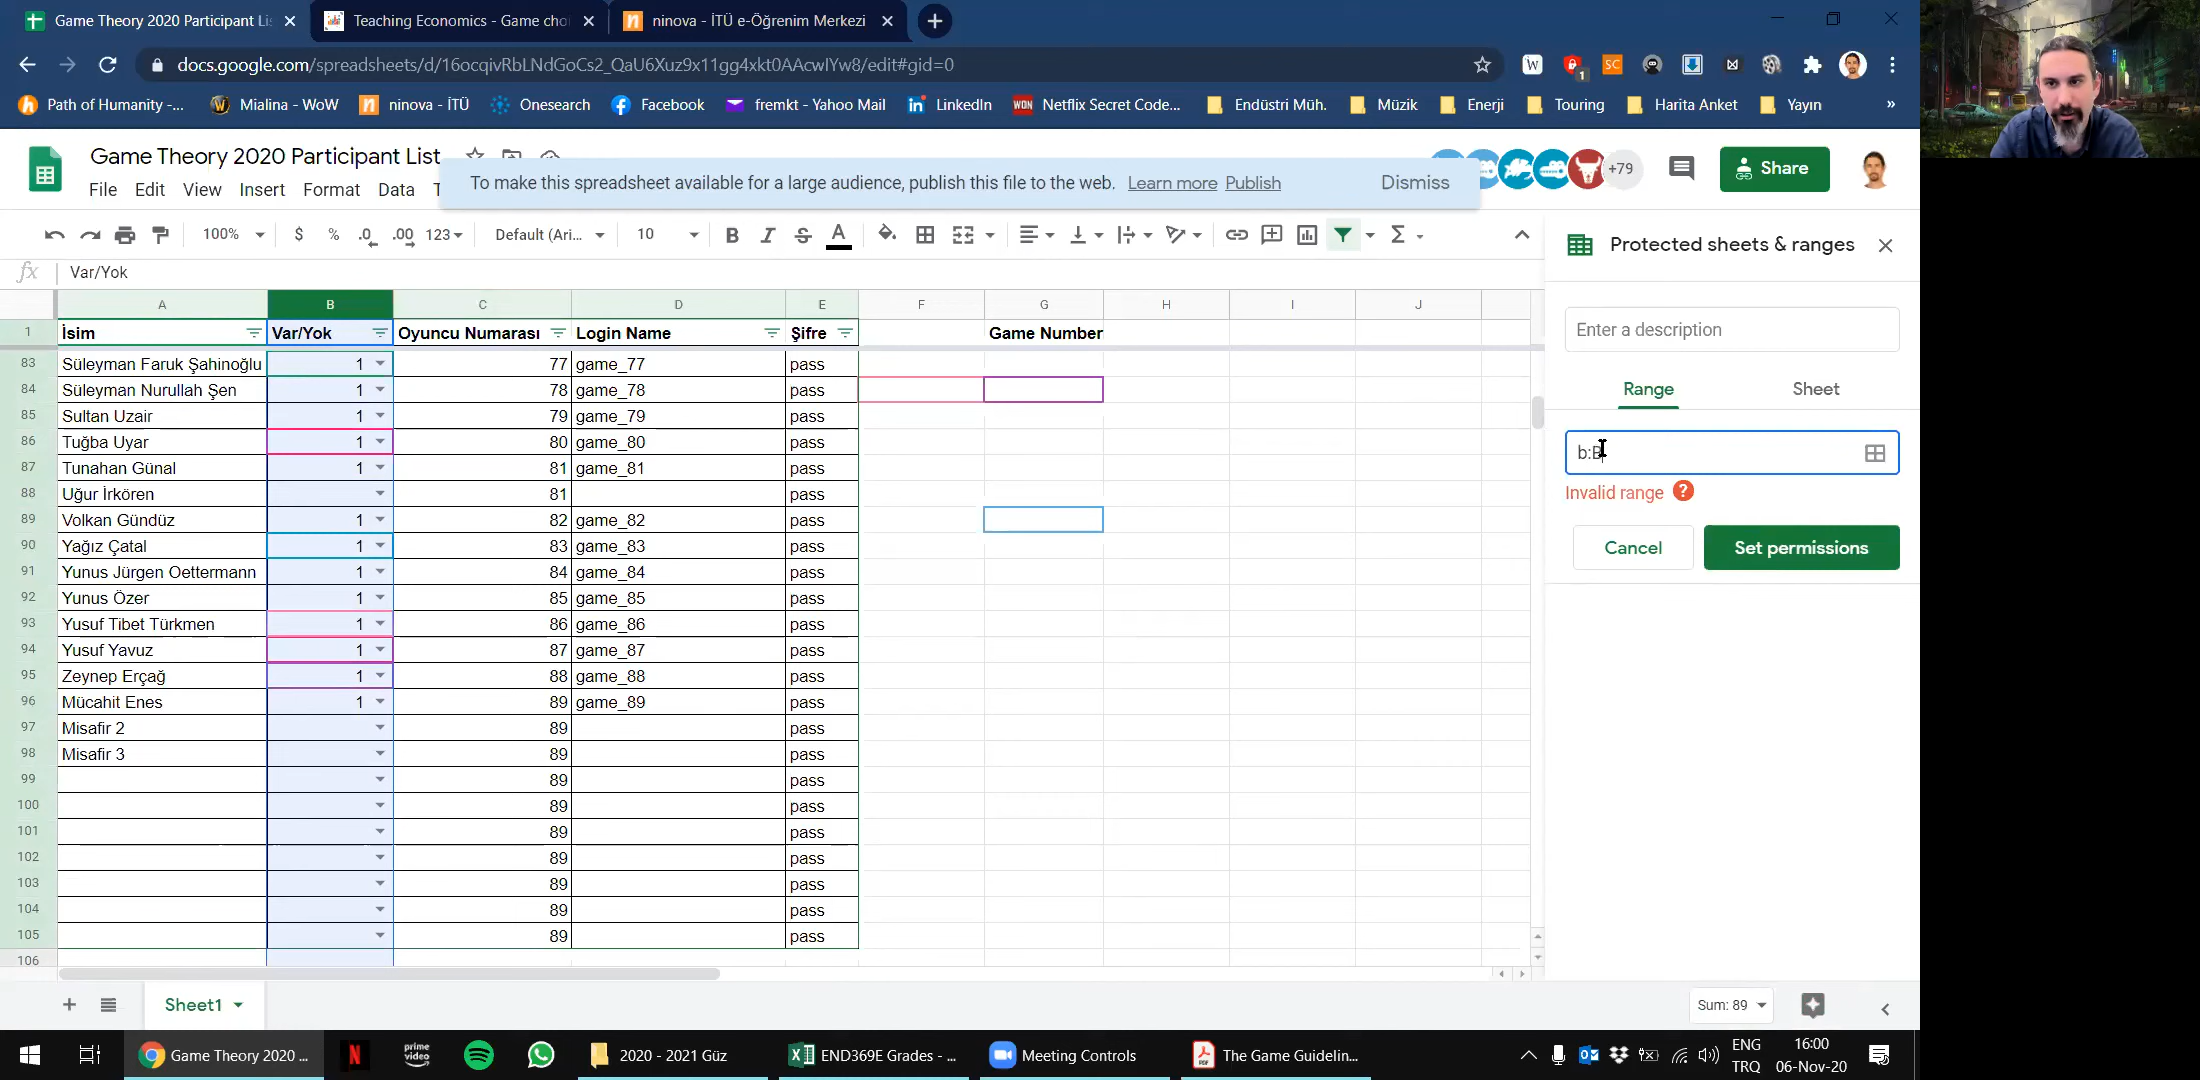 Game Theory 2020 Participant Lis
Teaching Economics - Game cho
ninova - İTÜ e-Öğrenim Merkezi
docs.google.com/spreadsheets/d/16ocqivRbLNdGoCs2_QaU6Xuz9x11gg4xkt0AAcwlYw8/edit#gid=0
Path of Humanity -...
Mialina - WoW
ninova - İTÜ
Onesearch
Facebook
fremkt - Yahoo Mail
LinkedIn
Netflix Secret Code...
Endüstri Müh.
Müzik
Enerji
Touring
Harita Anket
Yayın
»
Game Theory 2020 Participant List
File Edit View Insert Format Data T
To make this spreadsheet available for a large audience, publish this file to the web. Learn more Publish Dismiss
+79
Share
100% $ % .0 .00 123 Default (Ari... 10 B I S A Σ
fx Var/Yok
A B C D E F G H I J
1 İsim Var/Yok Oyuncu Numarası Login Name Şifre Game Number
83 Süleyman Faruk Şahinoğlu 1 77 game_77 pass
84 Süleyman Nurullah Şen 1 78 game_78 pass
85 Sultan Uzair 1 79 game_79 pass
86 Tuğba Uyar 1 80 game_80 pass
87 Tunahan Günal 1 81 game_81 pass
88 Uğur İrkören 81 pass
89 Volkan Gündüz 1 82 game_82 pass
90 Yağız Çatal 1 83 game_83 pass
91 Yunus Jürgen Oettermann 1 84 game_84 pass
92 Yunus Özer 1 85 game_85 pass
93 Yusuf Tibet Türkmen 1 86 game_86 pass
94 Yusuf Yavuz 1 87 game_87 pass
95 Zeynep Erçağ 1 88 game_88 pass
96 Mücahit Enes 1 89 game_89 pass
97 Misafir 2 89 pass
98 Misafir 3 89 pass
99 89 pass
100 89 pass
101 89 pass
102 89 pass
103 89 pass
104 89 pass
105 89 pass
106
Protected sheets & ranges
Enter a description
Range Sheet
b:B
Invalid range ?
Cancel Set permissions
Sheet1
Sum: 89
Game Theory 2020 ...
prime video
2020 - 2021 Güz
END369E Grades - ...
Meeting Controls
The Game Guidelin...
ENG
TRQ
16:00
06-Nov-20